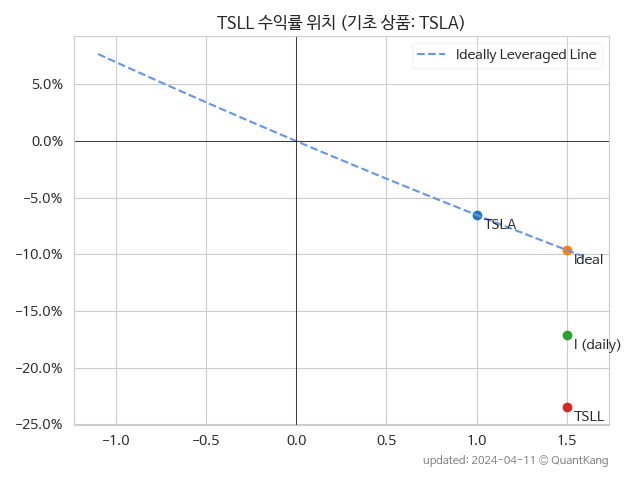 TSLL 수익률 위치 (기초 상품: TSLA)
Ideally Leveraged Line
5.0%
0.0%
−5.0%
−10.0%
−15.0%
−20.0%
−25.0%
TSLA
Ideal
I (daily)
TSLL
−1.0
−0.5
0.0
0.5
1.0
1.5
updated: 2024-04-11 © QuantKang